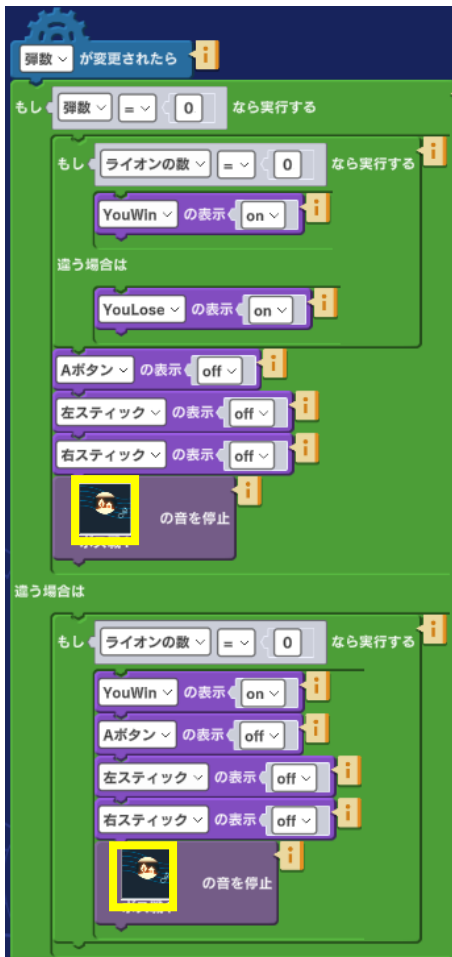 弾数 が変更されたら i
もし 弾数 = 0 なら実行する
もし ライオンの数 = 0 なら実行する i
YouWin の表示 on i
違う場合は
YouLose の表示 on i
Aボタン の表示 off i
左スティック の表示 off i
右スティック の表示 off i
の音を停止 i
違う場合は
もし ライオンの数 = 0 なら実行する i
YouWin の表示 on i
Aボタン の表示 off i
左スティック の表示 off i
右スティック の表示 off i
の音を停止 i